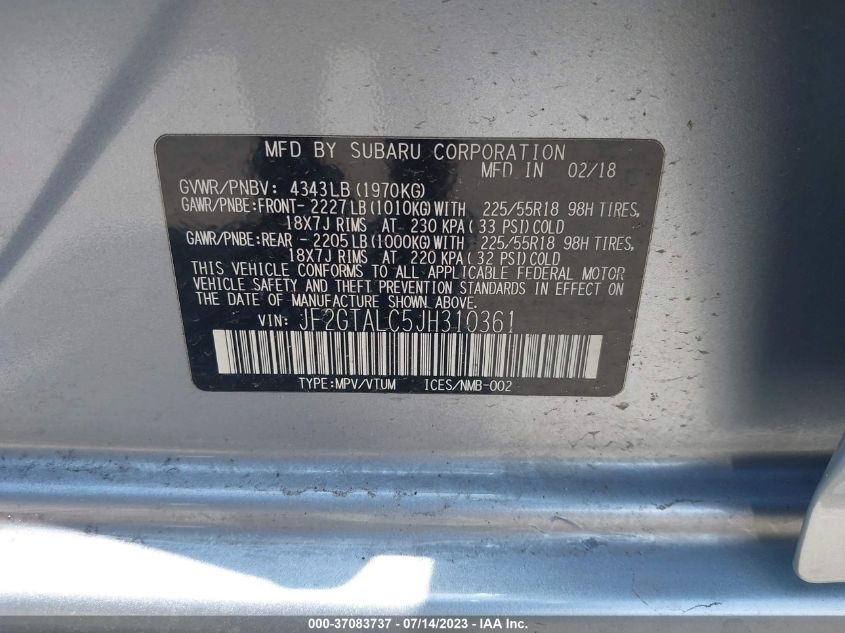 MFD BY SUBARU CORPORATION
MFD IN 02/18
GVWR/PNBV: 4343LB(1970KG)
GAWR/PNBE:FRONT- 2227LB(1010KG)WITH 225/55R18 98H TIRES,
18X7J RIMS AT 230 KPA( 33 PSI)COLD
GAWR/PNBE:REAR - 2205LB(1000KG)WITH 225/55R18 98H TIRES,
18X7J RIMS AT 220 KPA( 32 PSI)COLD
THIS VEHICLE CONFORMS TO ALL APPLICABLE FEDERAL MOTOR
VEHICLE SAFETY AND THEFT PREVENTION STANDARDS IN EFFECT ON
THE DATE OF MANUFACTURE SHOWN ABOVE.
VIN: JF2GTALC5JH310361
TYPE:MPV/VTUM ICES/NMB-002
000-37083737 - 07/14/2023 - IAA Inc.